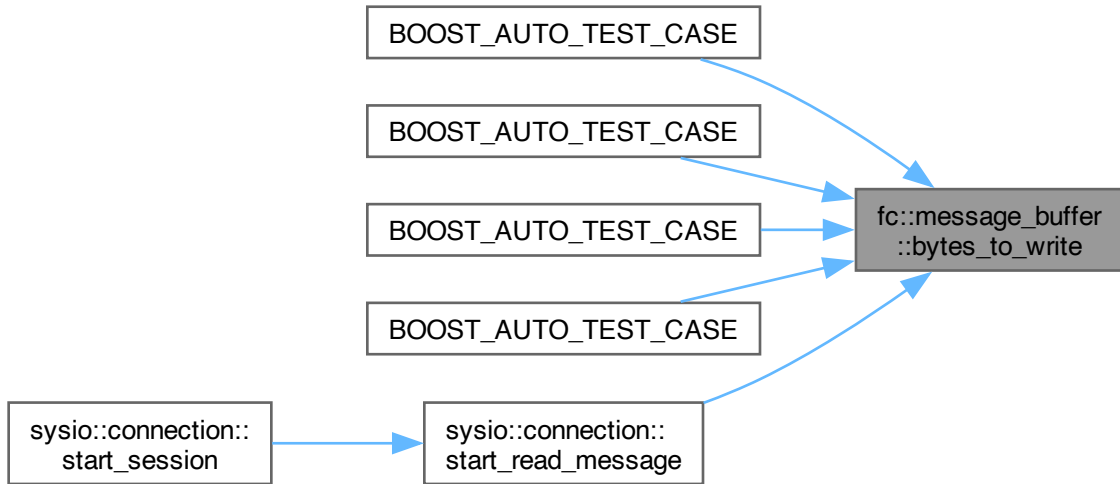 BOOST_AUTO_TEST_CASE
BOOST_AUTO_TEST_CASE
BOOST_AUTO_TEST_CASE
fc::message_buffer
::bytes_to_write
BOOST_AUTO_TEST_CASE
sysio::connection::
start_session
sysio::connection::
start_read_message